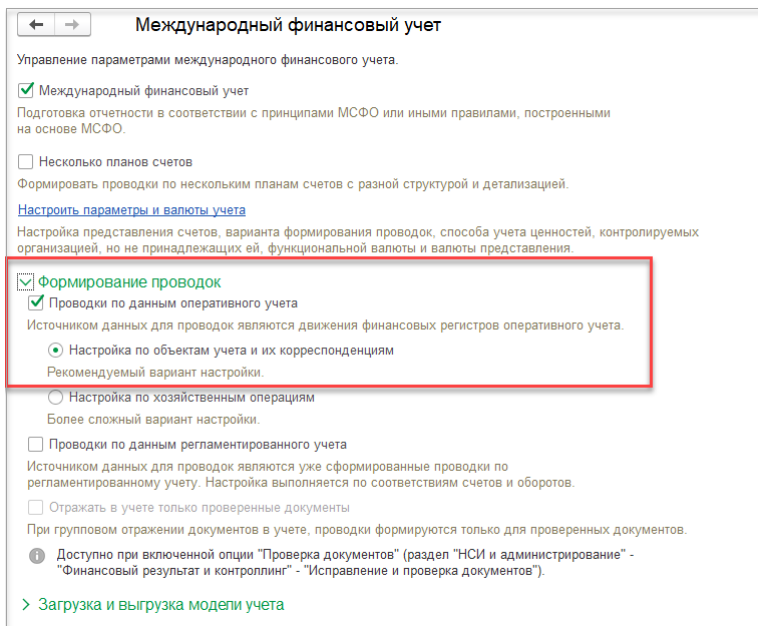 Международный финансовый учет
Управление параметрами международного финансового учета.
Международный финансовый учет
Подготовка отчетности в соответствии с принципами МСФО или иными правилами, построенными
на основе МСФО.
Несколько планов счетов
Формировать проводки по нескольким планам счетов с разной структурой и детализацией.
Настроить параметры и валюты учета
Настройка представления счетов, варианта формирования проводок, способа учета ценностей, контролируемых
организацией, но не принадлежащих ей, функциональной валюты и валюты представления.
Формирование проводок
Проводки по данным оперативного учета
Источником данных для проводок являются движения финансовых регистров оперативного учета.
Настройка по объектам учета и их корреспонденциям
Рекомендуемый вариант настройки.
Настройка по хозяйственным операциям
Более сложный вариант настройки.
Проводки по данным регламентированного учета
Источником данных для проводок являются уже сформированные проводки по
регламентированному учету. Настройка выполняется по соответствиям счетов и оборотов.
Отражать в учете только проверенные документы
При групповом отражении документов в учете, проводки формируются только для проверенных документов.
Доступно при включенной опции "Проверка документов" (раздел "НСИ и администрирование" -
"Финансовый результат и контроллинг" - "Исправление и проверка документов").
Загрузка и выгрузка модели учета